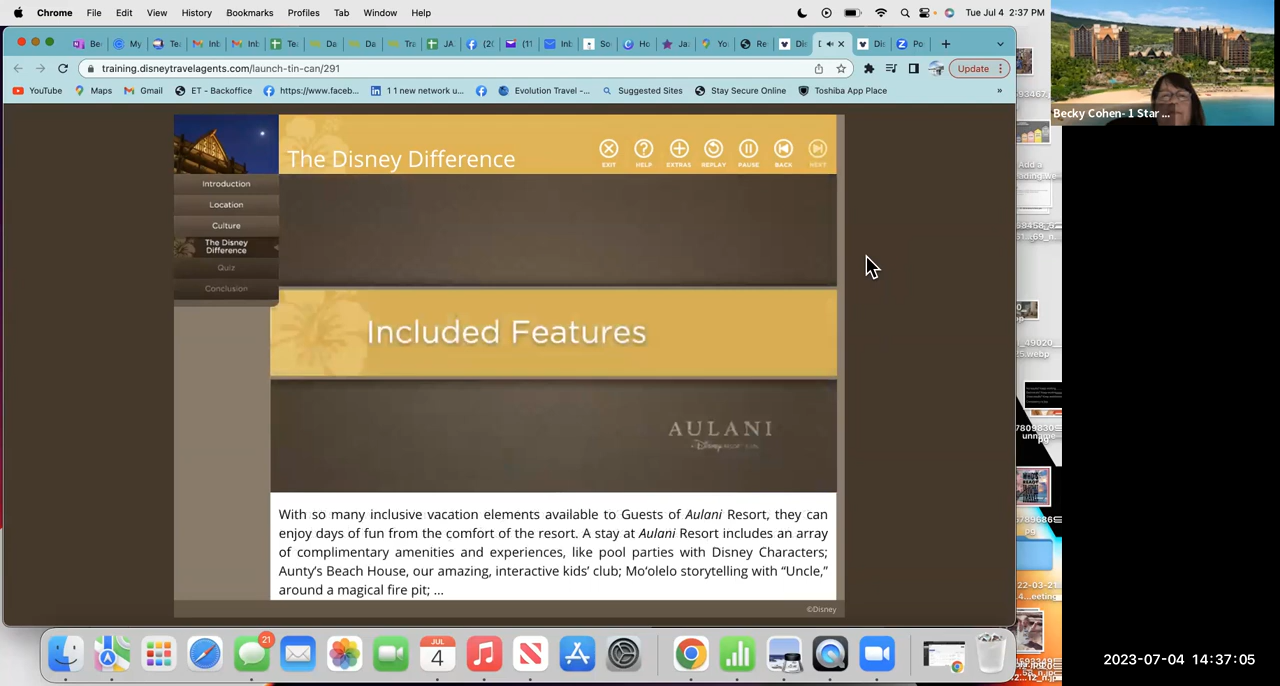 Chrome File Edit View History Bookmarks Profiles Tab Window Help Tue Jul 4 2:37 PM
training.disneytravelagents.com/launch-tin-can/291 Update
YouTube Maps Gmail ET - Backoffice https://www.faceb... 1 1 new network u... Evolution Travel -... Suggested Sites Stay Secure Online Toshiba App Place »
Becky Cohen- 1 Star ...
The Disney Difference
EXIT HELP EXTRAS REPLAY PAUSE BACK NEXT
Introduction
Location
Culture
The Disney
Difference
Quiz
Conclusion
Included Features
AULANI
With so many inclusive vacation elements available to Guests of Aulani Resort, they can
enjoy days of fun from the comfort of the resort. A stay at Aulani Resort includes an array
of complimentary amenities and experiences, like pool parties with Disney Characters;
Aunty’s Beach House, our amazing, interactive kids’ club; Mo‘olelo storytelling with “Uncle,”
around a magical fire pit; ...
©Disney
21
JUL
4
2023-07-04 14:37:05